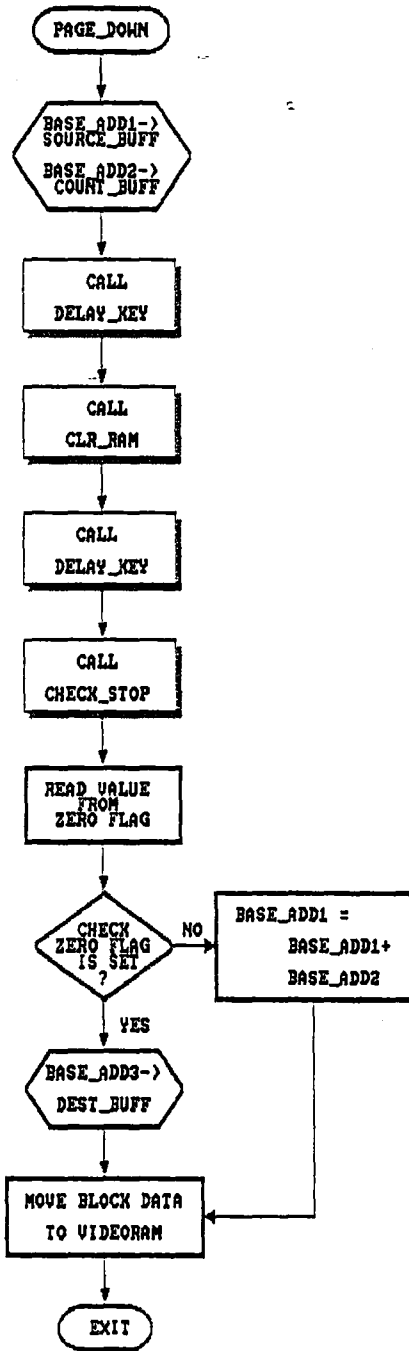 PAGE_DOWN
BASE_ADD1->
SOURCE_BUFF
BASE_ADD2->
COUNT_BUFF
CALL
DELAY_KEY
CALL
CLR_RAM
CALL
DELAY_KEY
CALL
CHECK_STOP
READ VALUE
FROM
ZERO FLAG
CHECK
ZERO FLAG
IS SET
?
NO
BASE_ADD1 =
BASE_ADD1+
BASE_ADD2
YES
BASE_ADD3->
DEST_BUFF
MOVE BLOCK DATA
TO VIDEORAM
EXIT